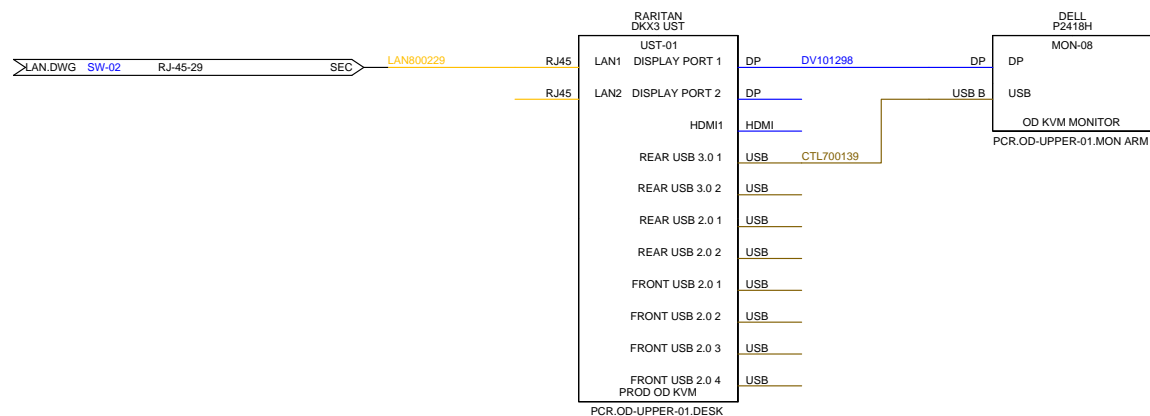 RARITAN
DKX3 UST
DELL
P2418H
UST-01
MON-08
LAN.DWG SW-02 RJ-45-29 SEC LAN800229 RJ45 LAN1 DISPLAY PORT 1 DP DV101298 DP DP
RJ45 LAN2 DISPLAY PORT 2 DP USB B USB
HDMI1 HDMI OD KVM MONITOR
PCR.OD-UPPER-01.MON ARM
REAR USB 3.0 1 USB CTL700139
REAR USB 3.0 2 USB
REAR USB 2.0 1 USB
REAR USB 2.0 2 USB
FRONT USB 2.0 1 USB
FRONT USB 2.0 2 USB
FRONT USB 2.0 3 USB
FRONT USB 2.0 4 USB
PROD OD KVM
PCR.OD-UPPER-01.DESK